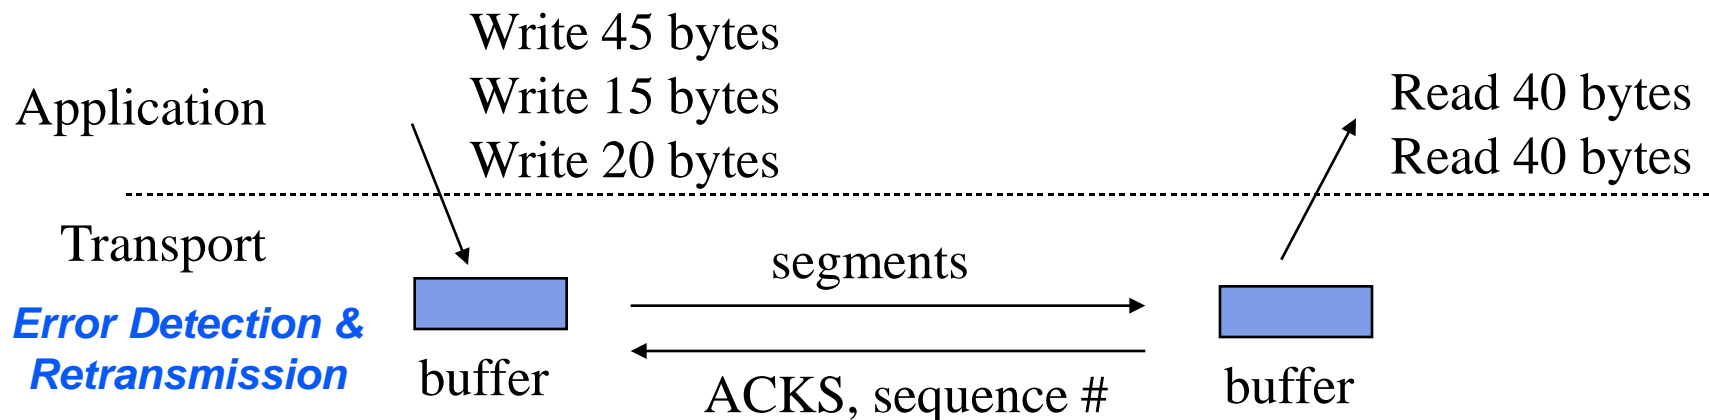 Write 45 bytes
Write 15 bytes
Write 20 bytes
Application
Read 40 bytes
Read 40 bytes
Transport
Error Detection &
Retransmission
buffer
segments
ACKS, sequence #
buffer